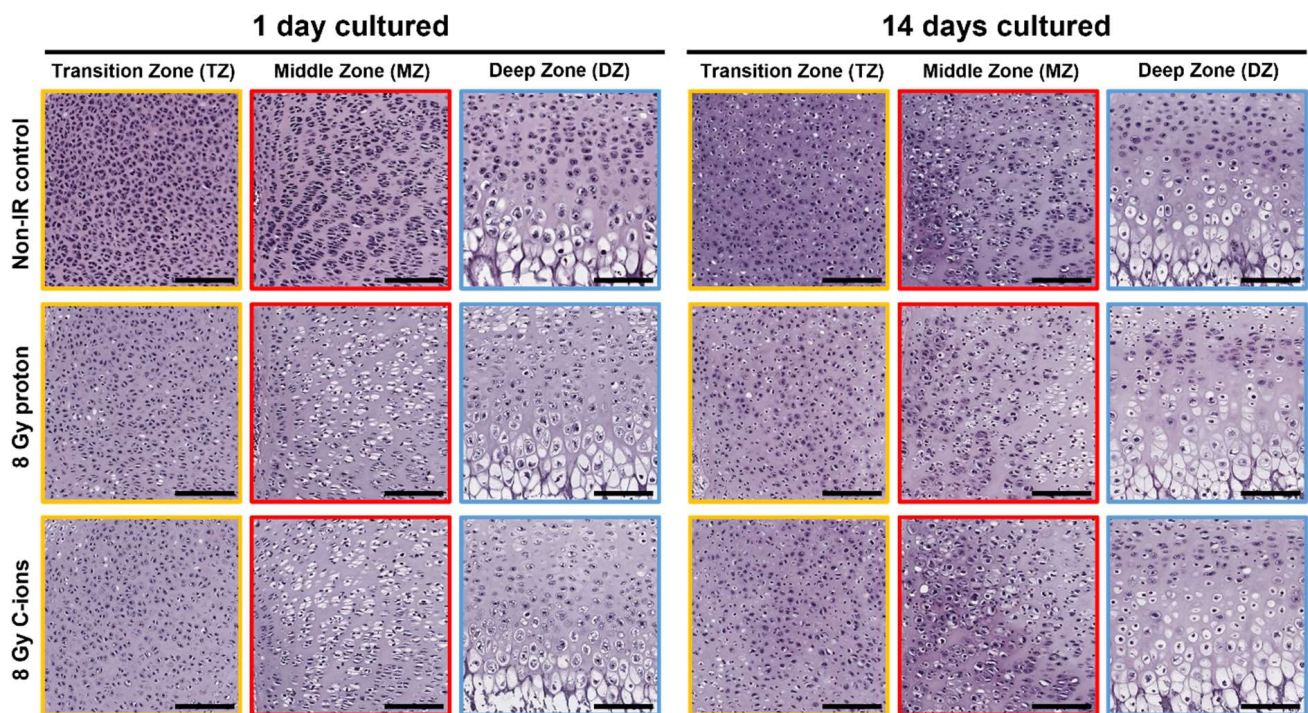 1 day cultured
14 days cultured
Transition Zone (TZ)
Middle Zone (MZ)
Deep Zone (DZ)
Transition Zone (TZ)
Middle Zone (MZ)
Deep Zone (DZ)
Non-IR control
8 Gy proton
8 Gy C-ions